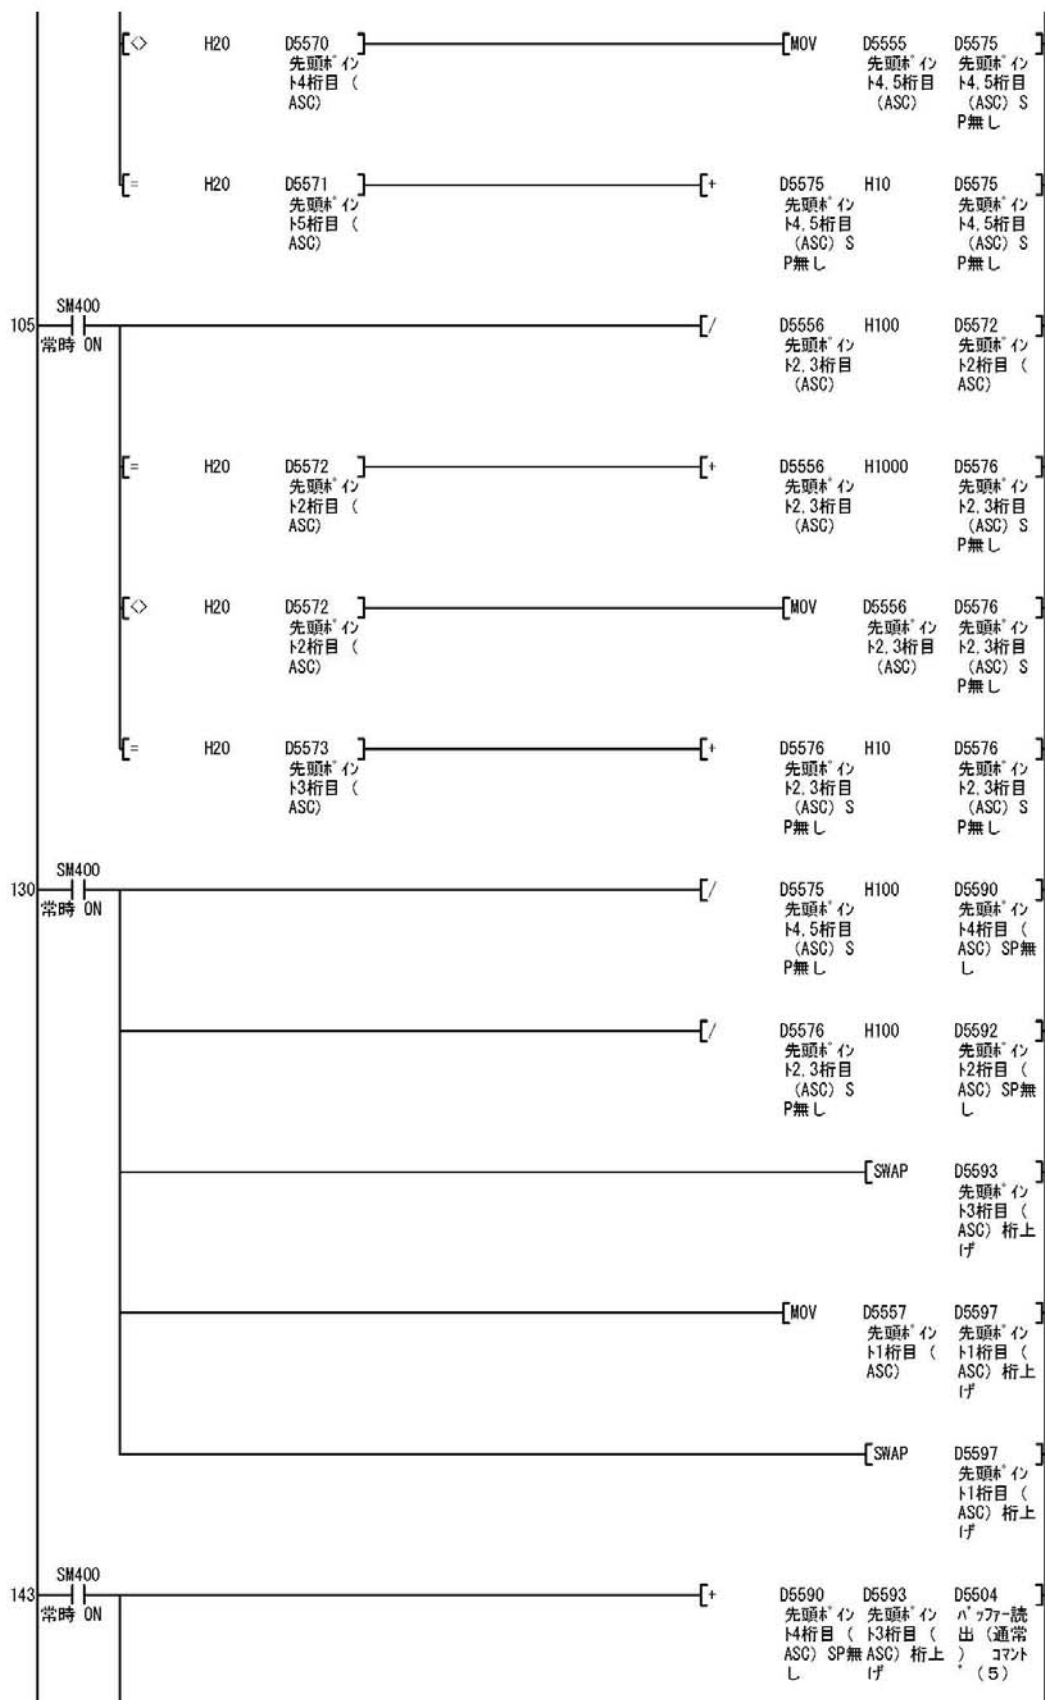 [<> H20 D5570 ] [MOV D5555 D5575 ]
先頭ﾎﾟｲﾝ 先頭ﾎﾟｲﾝ 先頭ﾎﾟｲﾝ
ﾄ4桁目 ( ﾄ4,5桁目 ﾄ4,5桁目
ASC) (ASC) (ASC) S
P無し
[= H20 D5571 ] [+ D5575 H10 D5575 ]
先頭ﾎﾟｲﾝ 先頭ﾎﾟｲﾝ 先頭ﾎﾟｲﾝ
ﾄ5桁目 ( ﾄ4,5桁目 ﾄ4,5桁目
ASC) (ASC) S (ASC) S
P無し P無し
SM400
105 [/ D5556 H100 D5572 ]
常時 ON 先頭ﾎﾟｲﾝ 先頭ﾎﾟｲﾝ
ﾄ2,3桁目 ﾄ2桁目 (
(ASC) ASC)
[= H20 D5572 ] [+ D5556 H1000 D5576 ]
先頭ﾎﾟｲﾝ 先頭ﾎﾟｲﾝ 先頭ﾎﾟｲﾝ
ﾄ2桁目 ( ﾄ2,3桁目 ﾄ2,3桁目
ASC) (ASC) (ASC) S
P無し
[<> H20 D5572 ] [MOV D5556 D5576 ]
先頭ﾎﾟｲﾝ 先頭ﾎﾟｲﾝ 先頭ﾎﾟｲﾝ
ﾄ2桁目 ( ﾄ2,3桁目 ﾄ2,3桁目
ASC) (ASC) (ASC) S
P無し
[= H20 D5573 ] [+ D5576 H10 D5576 ]
先頭ﾎﾟｲﾝ 先頭ﾎﾟｲﾝ 先頭ﾎﾟｲﾝ
ﾄ3桁目 ( ﾄ2,3桁目 ﾄ2,3桁目
ASC) (ASC) S (ASC) S
P無し P無し
SM400
130 [/ D5575 H100 D5590 ]
常時 ON 先頭ﾎﾟｲﾝ 先頭ﾎﾟｲﾝ
ﾄ4,5桁目 ﾄ4桁目 (
(ASC) S ASC) SP無
P無し し
[/ D5576 H100 D5592 ]
先頭ﾎﾟｲﾝ 先頭ﾎﾟｲﾝ
ﾄ2,3桁目 ﾄ2桁目 (
(ASC) S ASC) SP無
P無し し
[SWAP D5593 ]
先頭ﾎﾟｲﾝ
ﾄ3桁目 (
ASC) 桁上
げ
[MOV D5557 D5597 ]
先頭ﾎﾟｲﾝ 先頭ﾎﾟｲﾝ
ﾄ1桁目 ( ﾄ1桁目 (
ASC) ASC) 桁上
げ
[SWAP D5597 ]
先頭ﾎﾟｲﾝ
ﾄ1桁目 (
ASC) 桁上
げ
SM400
143 [+ D5590 D5593 D5504 ]
常時 ON 先頭ﾎﾟｲﾝ 先頭ﾎﾟｲﾝ ﾊﾞｯﾌｧｰ読
ﾄ4桁目 ( ﾄ3桁目 ( 出 (通常
ASC) SP無 ASC) 桁上 ) ｺﾏﾝﾄ
し げ ﾞ (5)